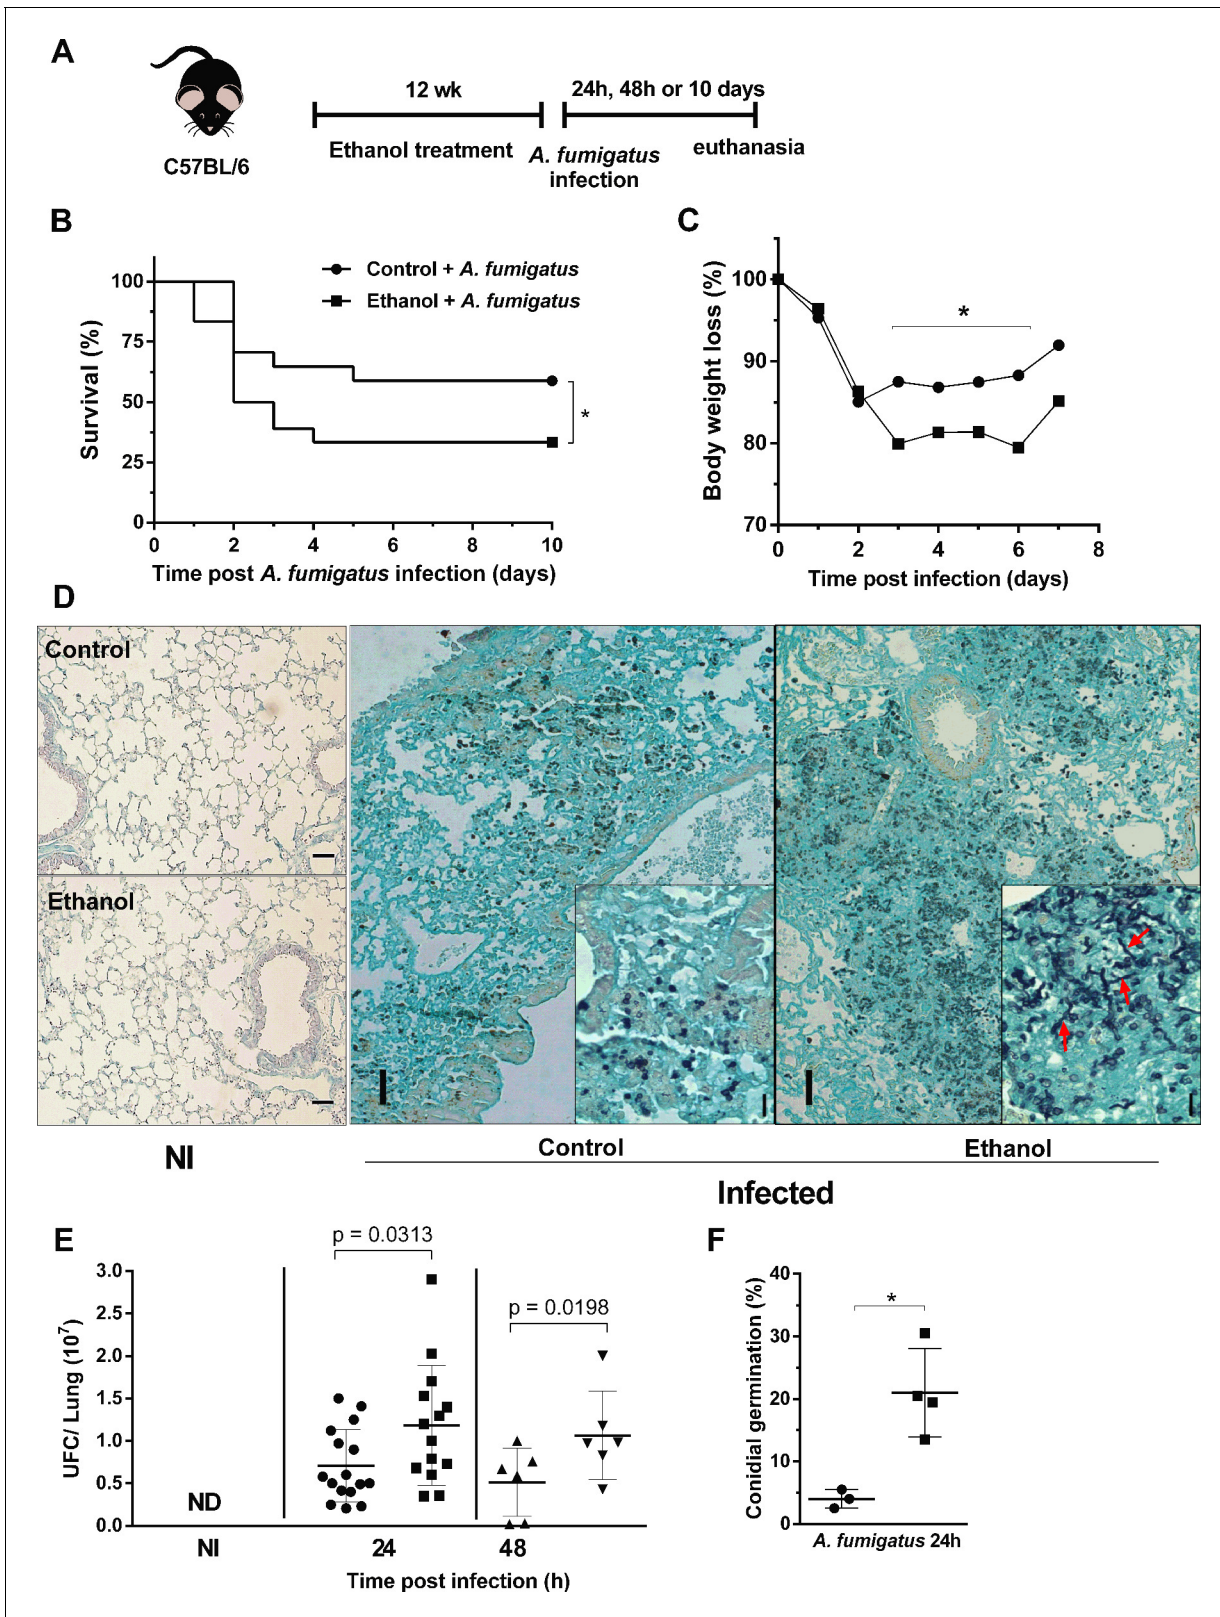 A
C57BL/6
12 wk
Ethanol treatment
24h, 48h or 10 days
A. fumigatus
infection
euthanasia
B
Survival (%)
100
75
50
25
0
0 2 4 6 8 10
Time post A. fumigatus infection (days)
Control + A. fumigatus
Ethanol + A. fumigatus
*
C
Body weight loss (%)
100
90
80
70
0 2 4 6 8
Time post infection (days)
*
D
Control
Ethanol
NI
Control
Ethanol
Infected
E
UFC/ Lung (10⁷)
3.0
2.5
2.0
1.5
1.0
0.5
0.0
ND
p = 0.0313
p = 0.0198
NI 24 48
Time post infection (h)
F
Conidial germination (%)
40
30
20
10
0
*
A. fumigatus 24h